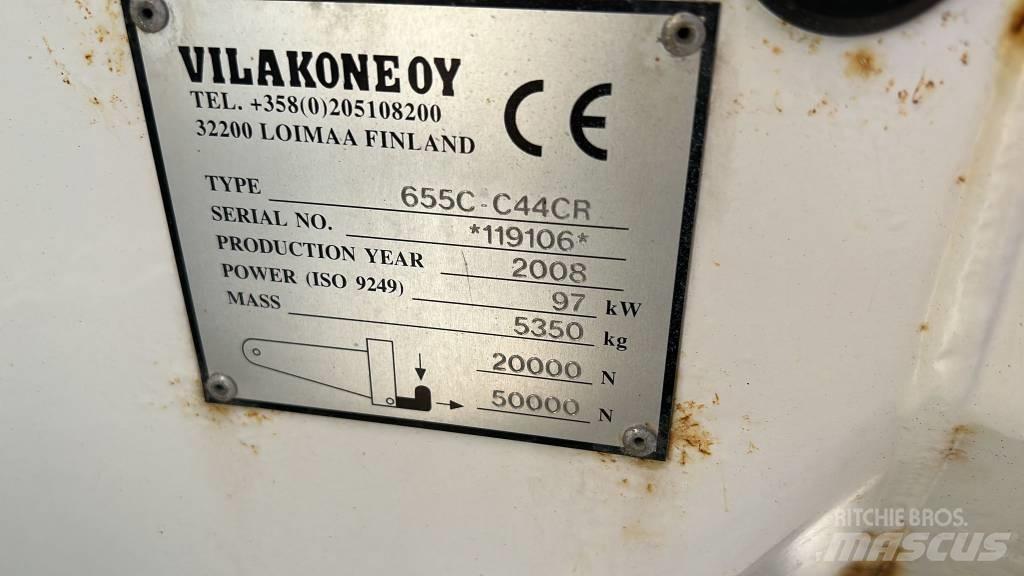 VILAKONE OY
TEL. +358(0)205108200
32200 LOIMAA FINLAND
CE
TYPE 655C-C44CR
SERIAL NO. *119106*
PRODUCTION YEAR 2008
POWER (ISO 9249) 97 kW
MASS 5350 kg
20000 N
50000 N
RITCHIE BROS.
MASCUS